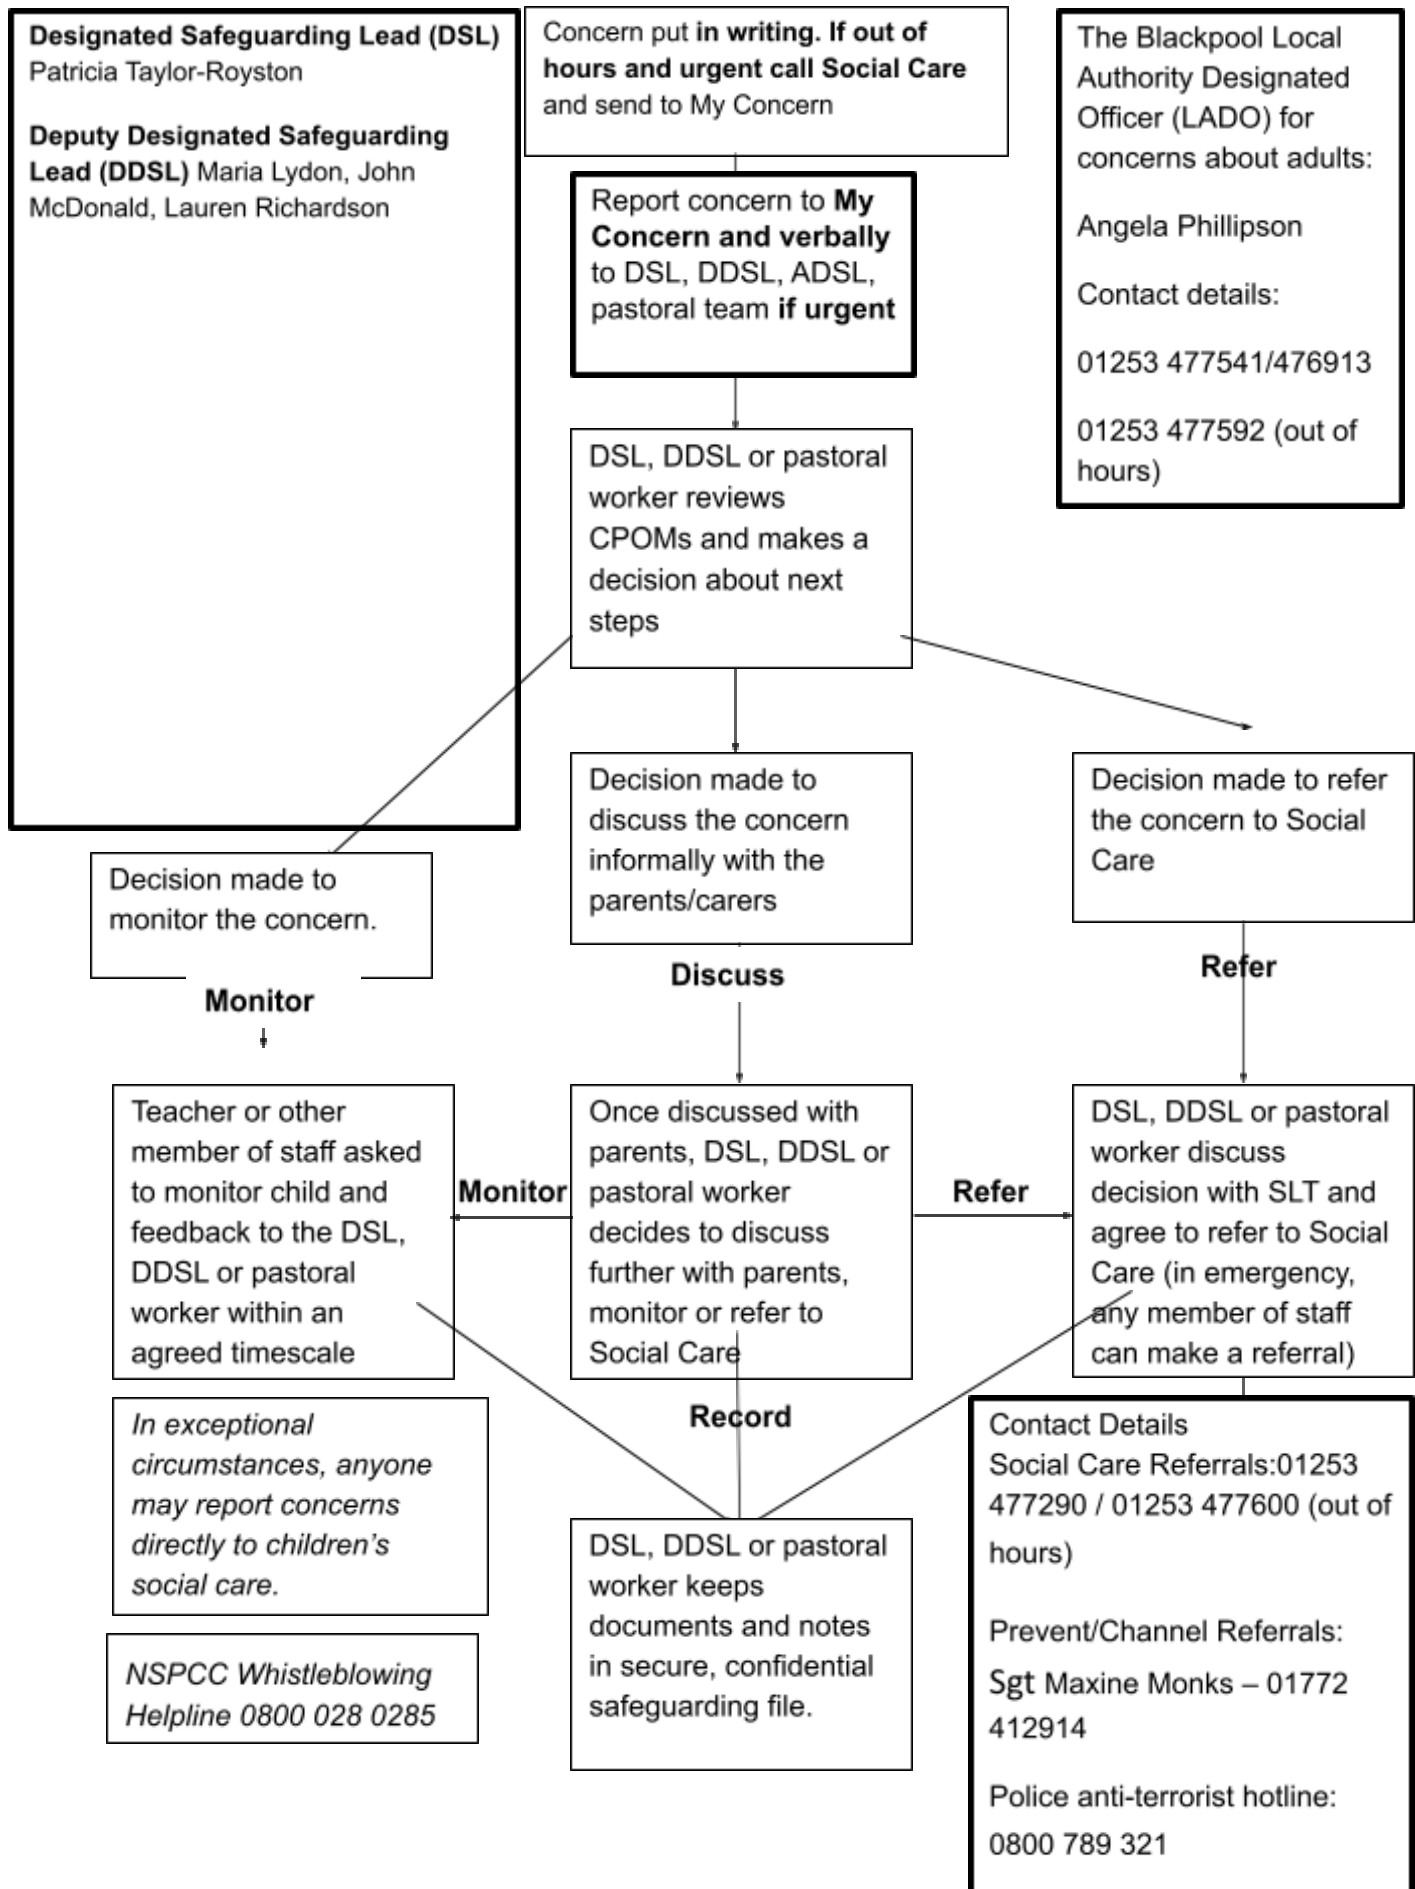 Designated Safeguarding Lead (DSL)
Patricia Taylor-Royston
Deputy Designated Safeguarding
Lead (DDSL) Maria Lydon, John
McDonald, Lauren Richardson
Concern put in writing. If out of
hours and urgent call Social Care
and send to My Concern
The Blackpool Local
Authority Designated
Officer (LADO) for
concerns about adults:
Angela Phillipson
Contact details:
01253 477541/476913
01253 477592 (out of
hours)
Report concern to My
Concern and verbally
to DSL, DDSL, ADSL,
pastoral team if urgent
DSL, DDSL or pastoral
worker reviews
CPOMs and makes a
decision about next
steps
Decision made to
monitor the concern.
Decision made to
discuss the concern
informally with the
parents/carers
Decision made to refer
the concern to Social
Care
Monitor
Discuss
Refer
Teacher or other
member of staff asked
to monitor child and
feedback to the DSL,
DDSL or pastoral
worker within an
agreed timescale
Monitor
Once discussed with
parents, DSL, DDSL or
pastoral worker
decides to discuss
further with parents,
monitor or refer to
Social Care
Refer
DSL, DDSL or pastoral
worker discuss
decision with SLT and
agree to refer to Social
Care (in emergency,
any member of staff
can make a referral)
In exceptional
circumstances, anyone
may report concerns
directly to children's
social care.
Record
Contact Details
Social Care Referrals:01253
477290 / 01253 477600 (out of
hours)
Prevent/Channel Referrals:
Sgt Maxine Monks – 01772
412914
Police anti-terrorist hotline:
0800 789 321
DSL, DDSL or pastoral
worker keeps
documents and notes
in secure, confidential
safeguarding file.
NSPCC Whistleblowing
Helpline 0800 028 0285